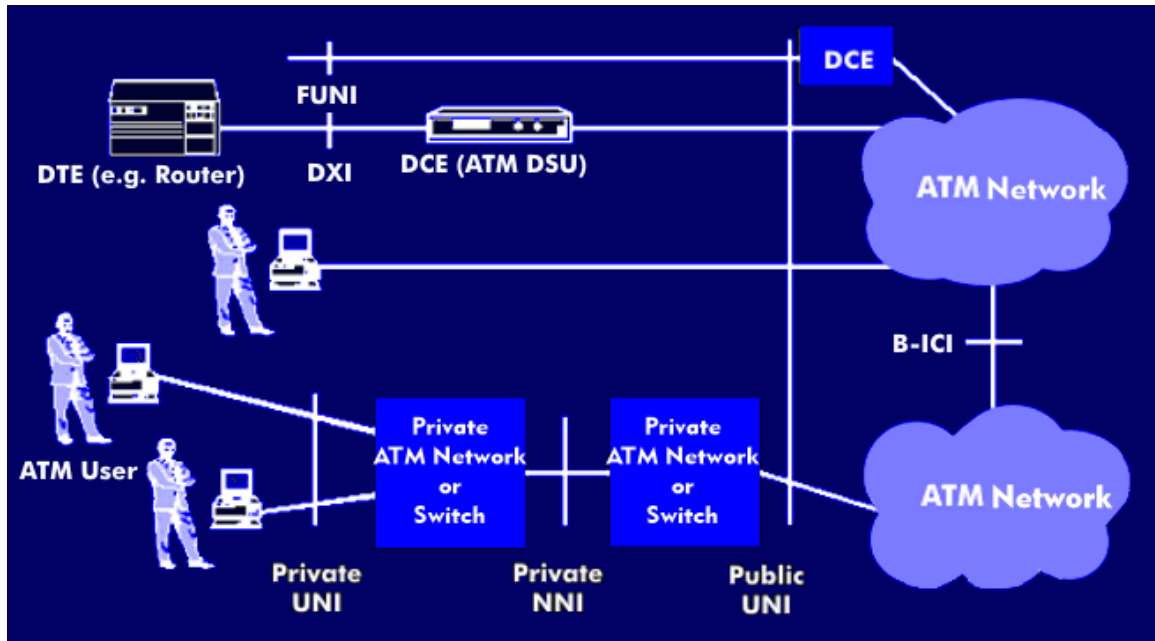 DCE
FUNI
DTE (e.g. Router)
DXI
DCE (ATM DSU)
ATM Network
B-ICI
ATM User
Private
ATM Network
or
Switch
Private
ATM Network
or
Switch
ATM Network
Private
UNI
Private
NNI
Public
UNI